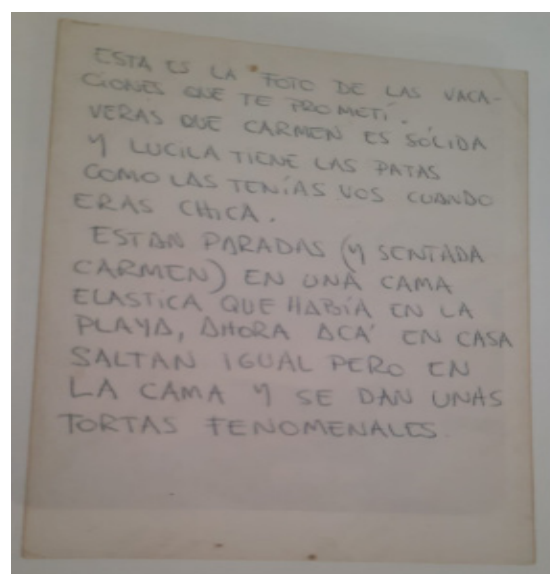 ESTA ES LA FOTO DE LAS VACA-
CIONES QUE TE PROMETÍ.
VERAS QUE CARMEN ES SÓLIDA
Y LUCILA TIENE LAS PATAS
COMO LAS TENÍAS VOS CUANDO
ERAS CHICA.
ESTAN PARADAS (Y SENTADA
CARMEN) EN UNA CAMA
ELASTICA QUE HABÍA EN LA
PLAYA, AHORA ACÁ EN CASA
SALTAN IGUAL PERO EN
LA CAMA Y SE DAN UNAS
TORTAS FENOMENALES.